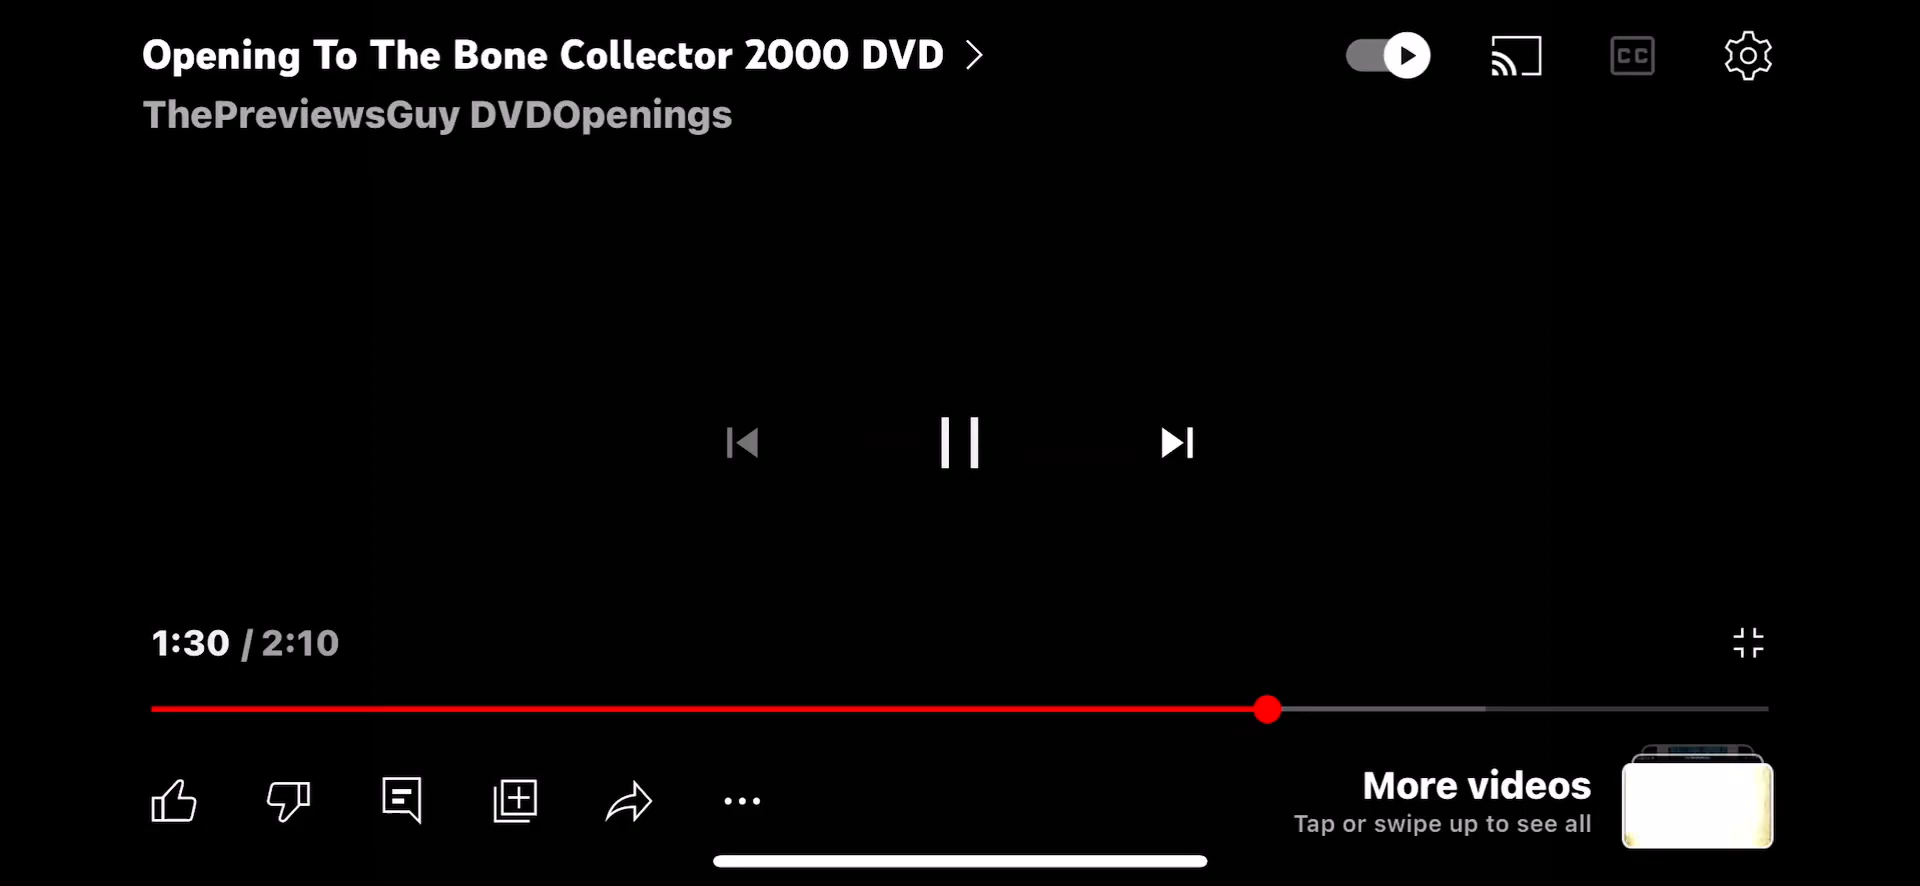 Opening To The Bone Collector 2000 DVD
CC
ThePreviewsGuy DVDOpenings
1:30 / 2:10
More videos
Tap or swipe up to see all